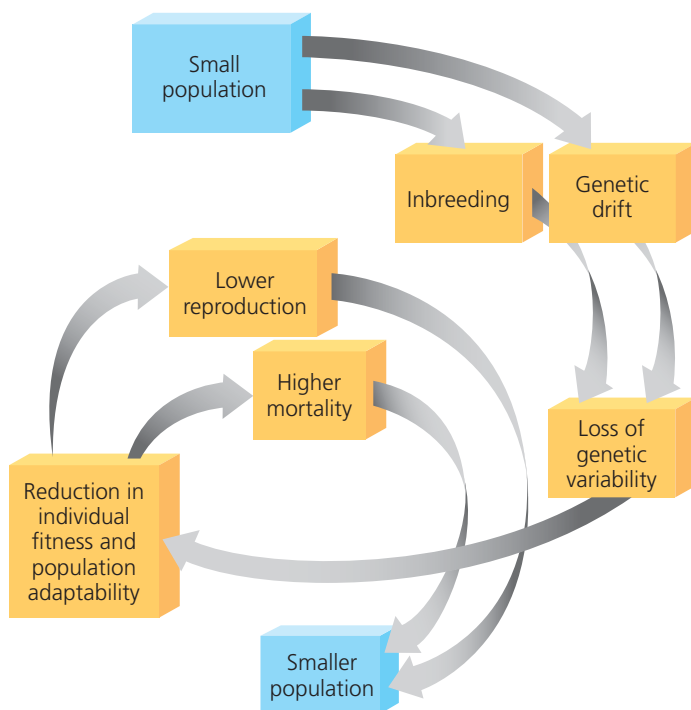 Small
population
Inbreeding
Genetic
drift
Lower
reproduction
Higher
mortality
Loss of
genetic
variability
Reduction in
individual
fitness and
population
adaptability
Smaller
population